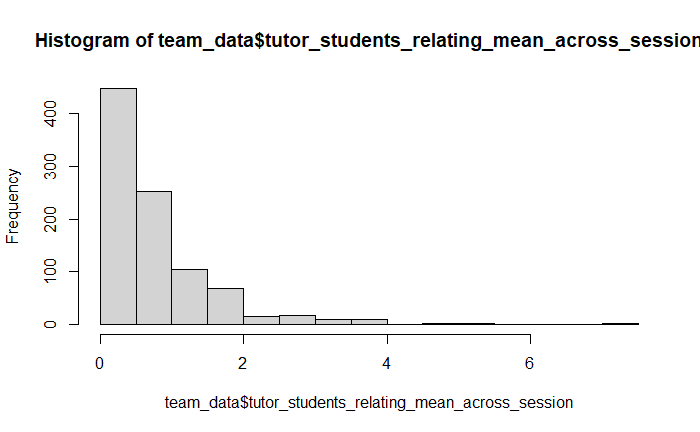 Histogram of team_data$tutor_students_relating_mean_across_session
Frequency
400
300
200
100
0
0 2 4 6
team_data$tutor_students_relating_mean_across_session